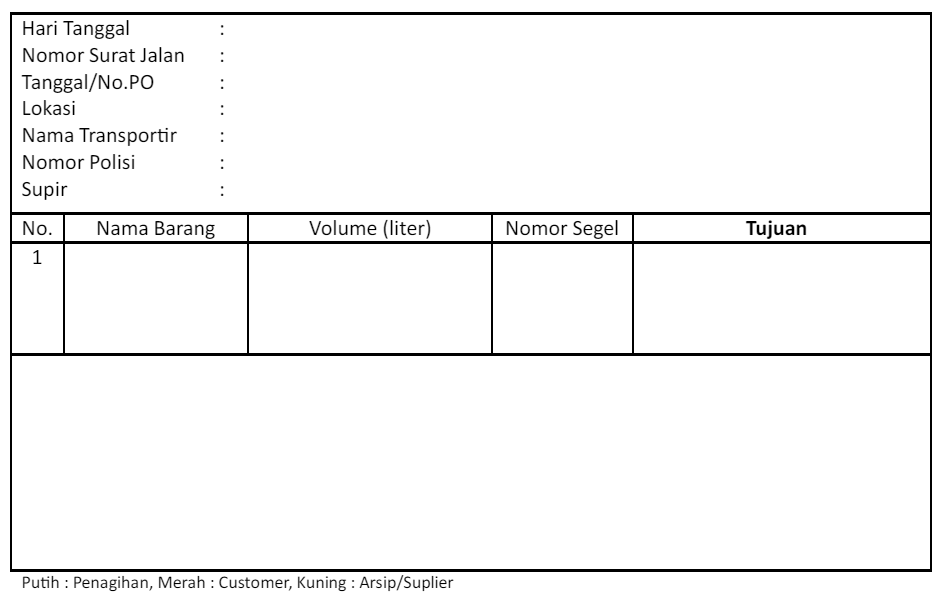 Hari Tanggal :
Nomor Surat Jalan :
Tanggal/No.PO :
Lokasi :
Nama Transportir :
Nomor Polisi :
Supir :
No. Nama Barang Volume (liter) Nomor Segel Tujuan
1
Putih : Penagihan, Merah : Customer, Kuning : Arsip/Suplier